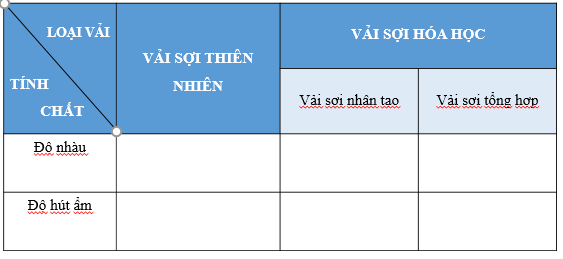 LOẠI VẢI
TÍNH
CHẤT
VẢI SỢI THIÊN
NHIÊN
VẢI SỢI HÓA HỌC
Vải sợi nhân tạo
Vải sợi tổng hợp
Độ nhàu
Độ hút ẩm